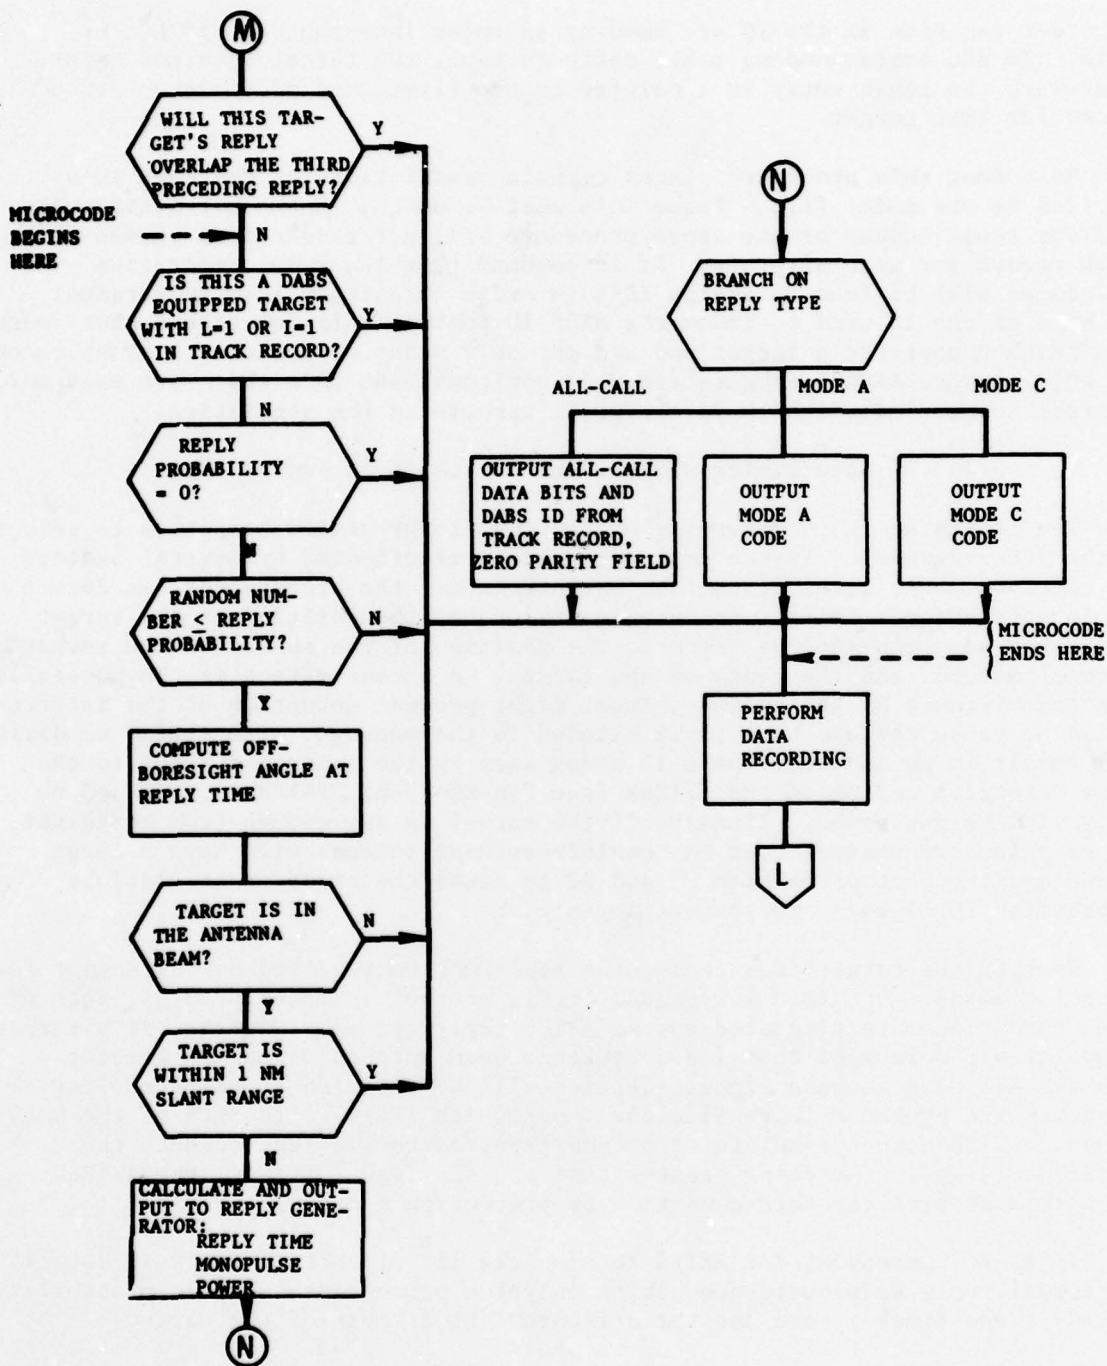 M
WILL THIS TAR-
GET'S REPLY
OVERLAP THE THIRD
PRECEDING REPLY?
Y
MICROCODE
BEGINS
HERE
N
IS THIS A DABS
EQUIPPED TARGET
WITH L=1 OR I=1
IN TRACK RECORD?
Y
N
REPLY
PROBABILITY
= 0?
Y
N
RANDOM NUM-
BER ≤ REPLY
PROBABILITY?
N
Y
COMPUTE OFF-
BORESIGHT ANGLE AT
REPLY TIME
TARGET IS IN
THE ANTENNA
BEAM?
N
Y
TARGET IS
WITHIN 1 NM
SLANT RANGE
Y
N
CALCULATE AND OUT-
PUT TO REPLY GENE-
RATOR:
REPLY TIME
MONOPULSE
POWER
N
N
BRANCH ON
REPLY TYPE
ALL-CALL
MODE A
MODE C
OUTPUT ALL-CALL
DATA BITS AND
DABS ID FROM
TRACK RECORD,
ZERO PARITY FIELD
OUTPUT
MODE A
CODE
OUTPUT
MODE C
CODE
MICROCODE
ENDS HERE
PERFORM
DATA
RECORDING
L